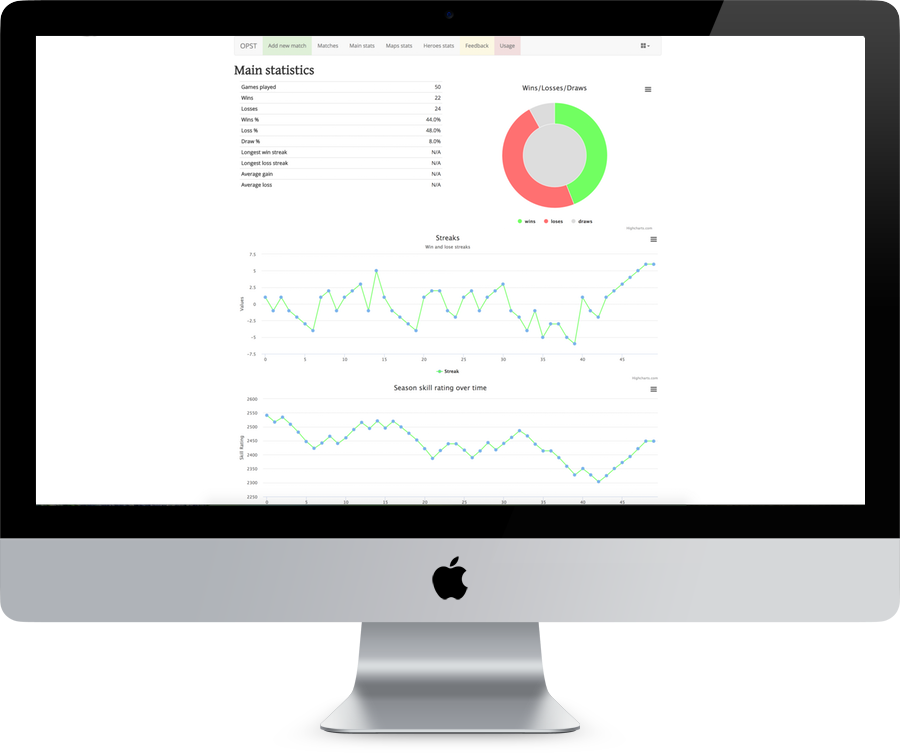 OPST Add new match Matches Main stats Maps stats Heroes stats Feedback Usage
Main statistics
Games played 50
Wins 22
Losses 24
Wins % 44.0%
Loss % 48.0%
Draw % 8.0%
Longest win streak N/A
Longest loss streak N/A
Average gain N/A
Average loss N/A
Wins/Losses/Draws
wins loses draws
Highcharts.com
Streaks
Win and lose streaks
Values
7.5
5
2.5
0
-2.5
-5
-7.5
0 5 10 15 20 25 30 35 40 45
Streak
Highcharts.com
Season skill rating over time
Skill Rating
2600
2550
2500
2450
2400
2350
2300
2250
0 5 10 15 20 25 30 35 40 45